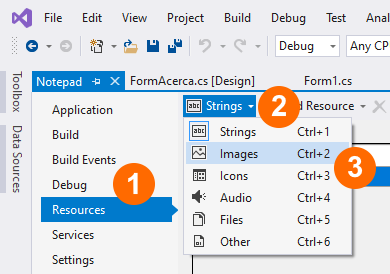 File Edit View Project Build Debug Test Anal
Debug Any CP
Toolbox
Data Sources
Notepad FormAcerca.cs [Design] Form1.cs
Application
Build
Build Events
Debug
Resources
Services
Settings
abc Strings 2 d Resource
abc Strings Ctrl+1
Images Ctrl+2
Icons Ctrl+3
Audio Ctrl+4
Files Ctrl+5
Other Ctrl+6
1
3